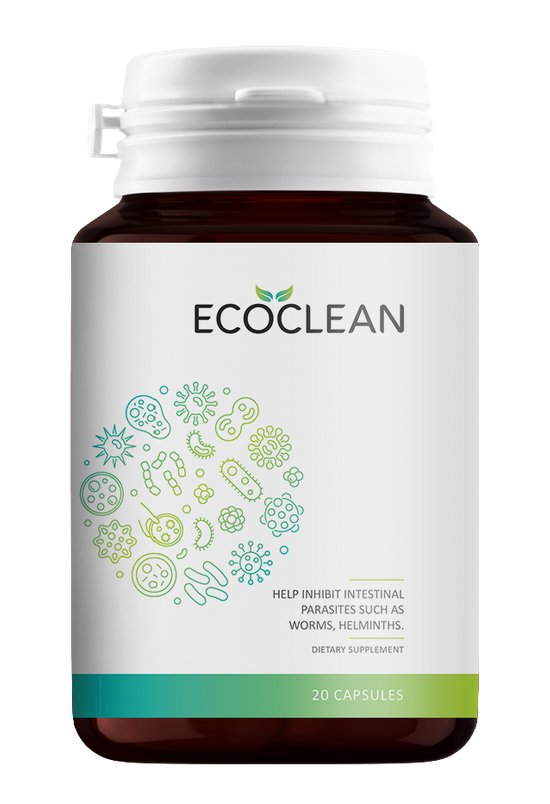 ECOCLEAN
HELP INHIBIT INTESTINAL
PARASITES SUCH AS
WORMS, HELMINTHS.
DIETARY SUPPLEMENT
20 CAPSULES